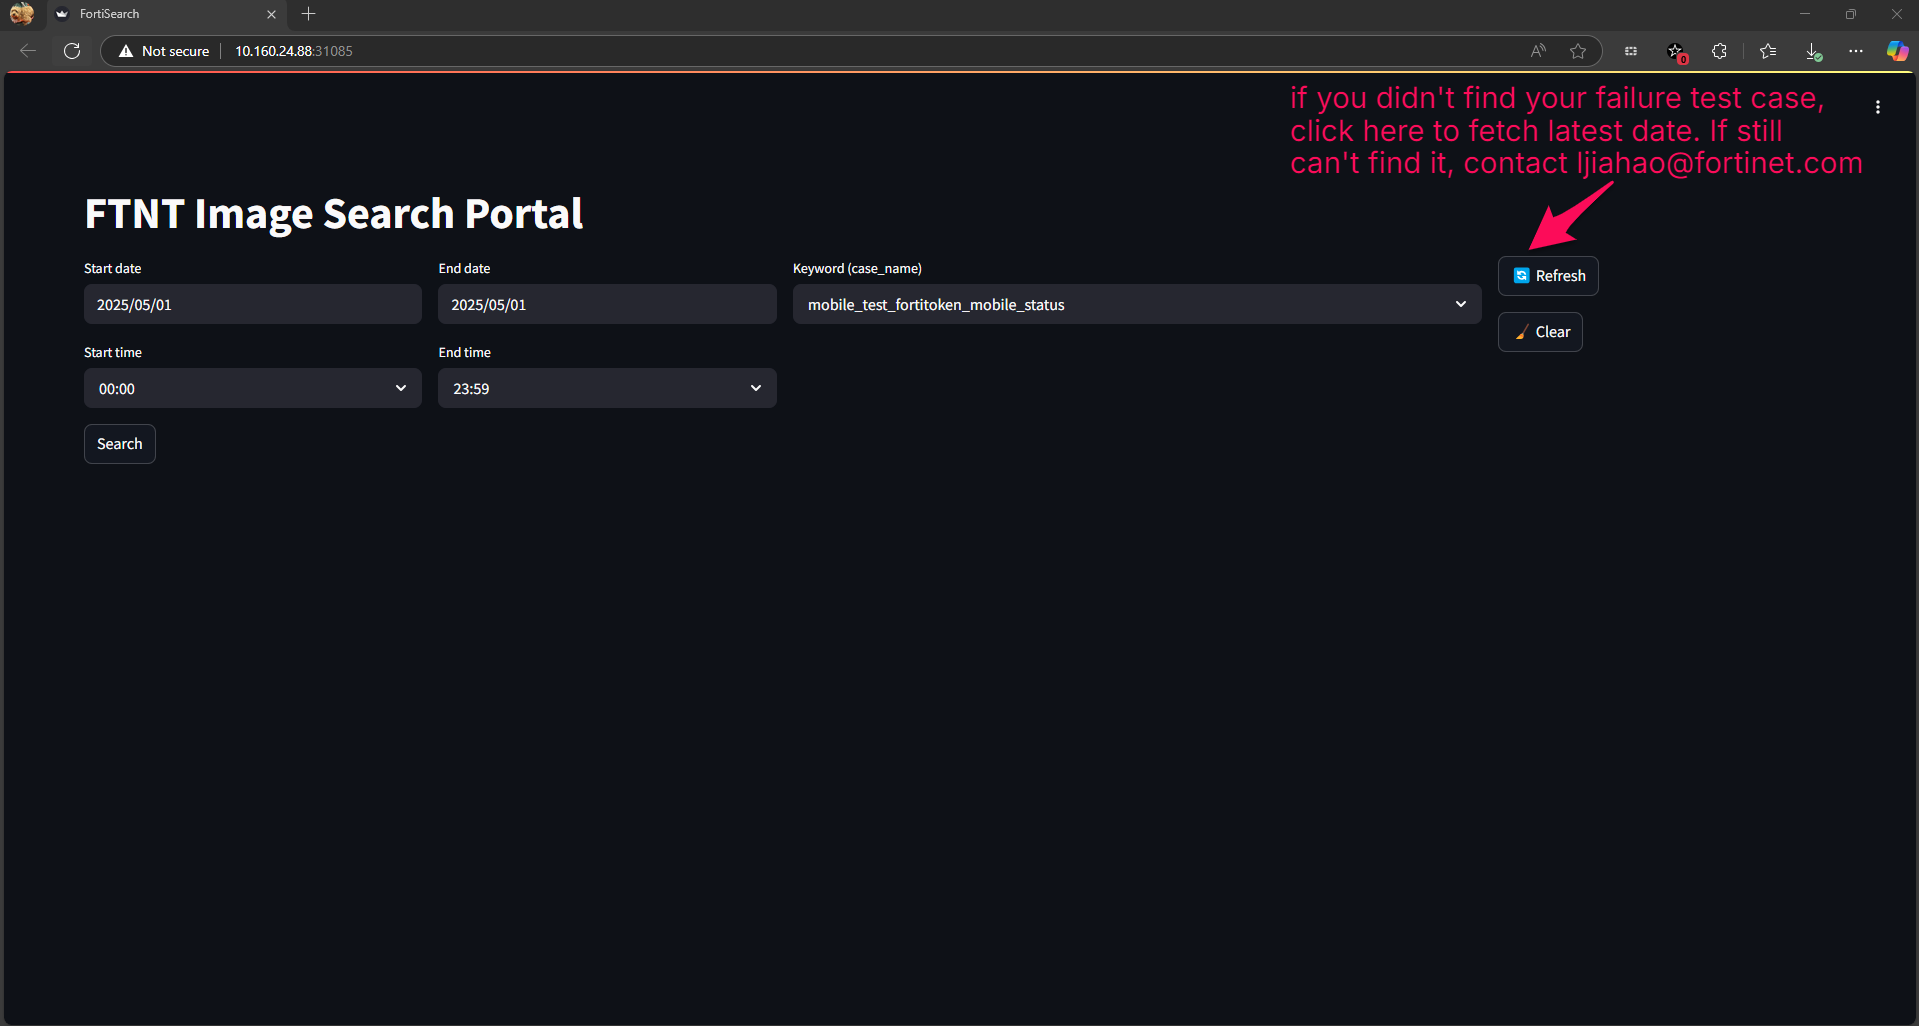 FortiSearch
Not secure
10.160.24.88:31085
if you didn't find your failure test case,
click here to fetch latest date. If still
can't find it, contact ljiahao@fortinet.com
FTNT Image Search Portal
Start date
End date
Keyword (case_name)
2025/05/01
2025/05/01
mobile_test_fortitoken_mobile_status
Refresh
Clear
Start time
End time
00:00
23:59
Search
0